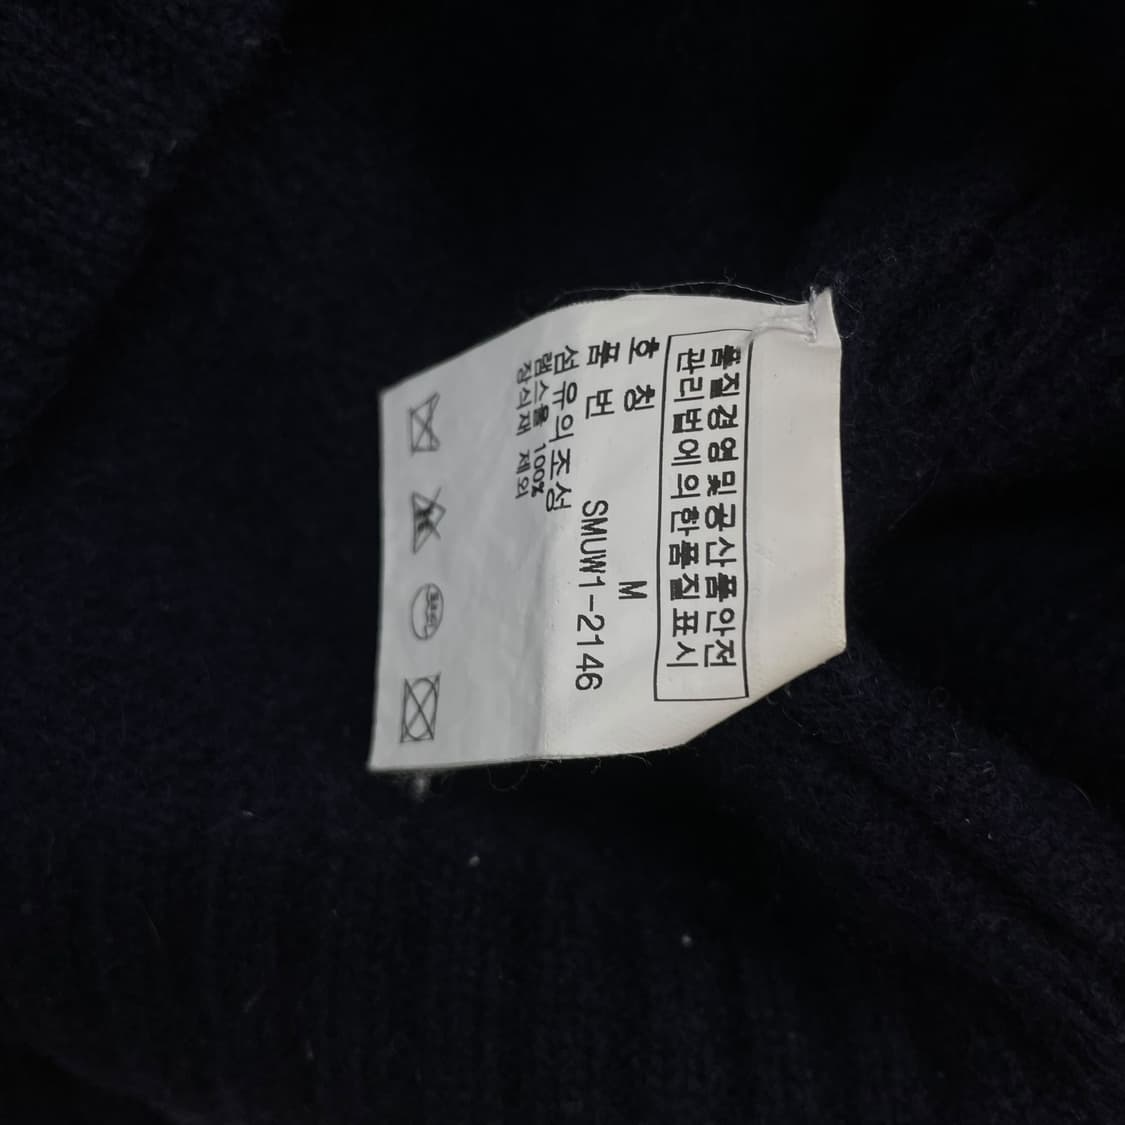 품질경영및공산품안전
관리법에의한품질표시
호 칭 M
품 번 SMUW1-2146
섬유의조성
램스울 100%
장식재 제외